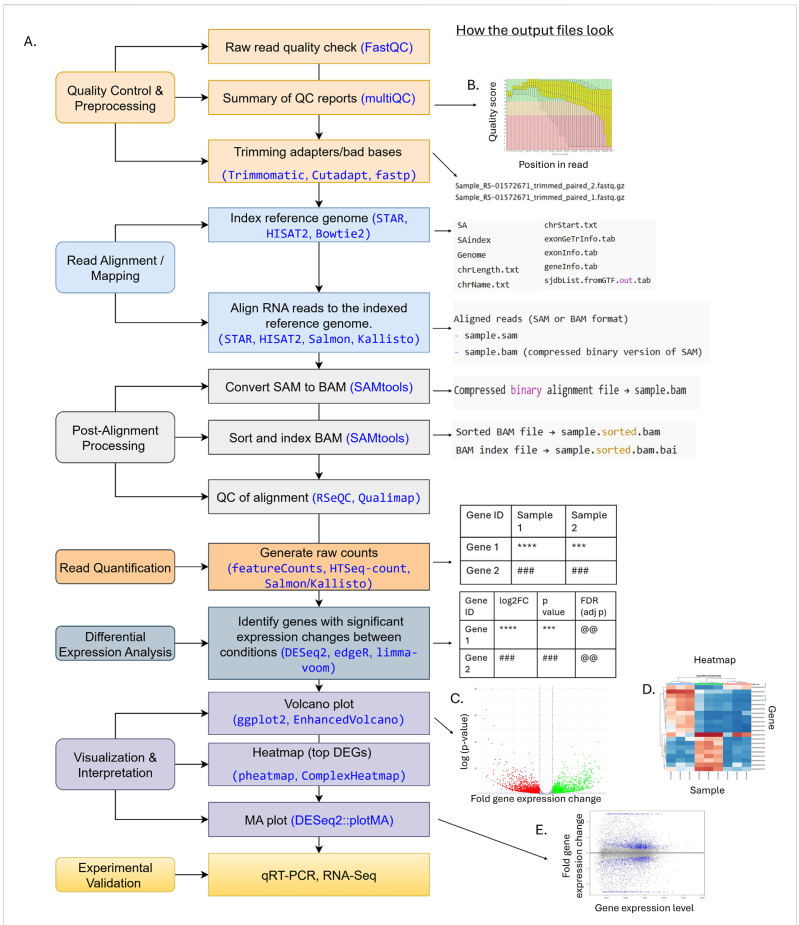 How the output files look
A.
Raw read quality check (FastQC)
Quality Control &
Preprocessing
Summary of QC reports (multiQC)
Trimming adapters/bad bases
(Trimmomatic, Cutadapt, fastp)
B.
Quality score
Position in read
Sample_RS-01572671_trimmed_paired_2.fastq.gz
Sample_RS-01572671_trimmed_paired_1.fastq.gz
Read Alignment /
Mapping
Index reference genome (STAR,
HISAT2, Bowtie2)
SA
SAindex
Genome
chrLength.txt
chrName.txt
chrStart.txt
exonGeTrInfo.tab
exonInfo.tab
geneInfo.tab
sjdbList.fromGTF.out.tab
Align RNA reads to the indexed
reference genome.
(STAR, HISAT2, Salmon, Kallisto)
Aligned reads (SAM or BAM format)
- sample.sam
- sample.bam (compressed binary version of SAM)
Post-Alignment
Processing
Convert SAM to BAM (SAMtools)
Compressed binary alignment file → sample.bam
Sort and index BAM (SAMtools)
Sorted BAM file → sample.sorted.bam
BAM index file → sample.sorted.bam.bai
QC of alignment (RSeQC, Qualimap)
Read Quantification
Generate raw counts
(featureCounts, HTSeq-count,
Salmon/Kallisto)
Gene ID Sample 1 Sample 2
Gene 1 **** ***
Gene 2 ### ###
Differential
Expression Analysis
Identify genes with significant
expression changes between
conditions (DESeq2, edgeR, limma-
voom)
Gene ID log2FC p value FDR (adj p)
Gene 1 **** *** @@
Gene 2 ### ### @@
Visualization &
Interpretation
Volcano plot
(ggplot2, EnhancedVolcano)
Heatmap (top DEGs)
(pheatmap, ComplexHeatmap)
MA plot (DESeq2::plotMA)
C.
log (p-value)
Fold gene expression change
D.
Heatmap
Gene
Sample
E.
Fold gene
expression change
Gene expression level
Experimental
Validation
qRT-PCR, RNA-Seq